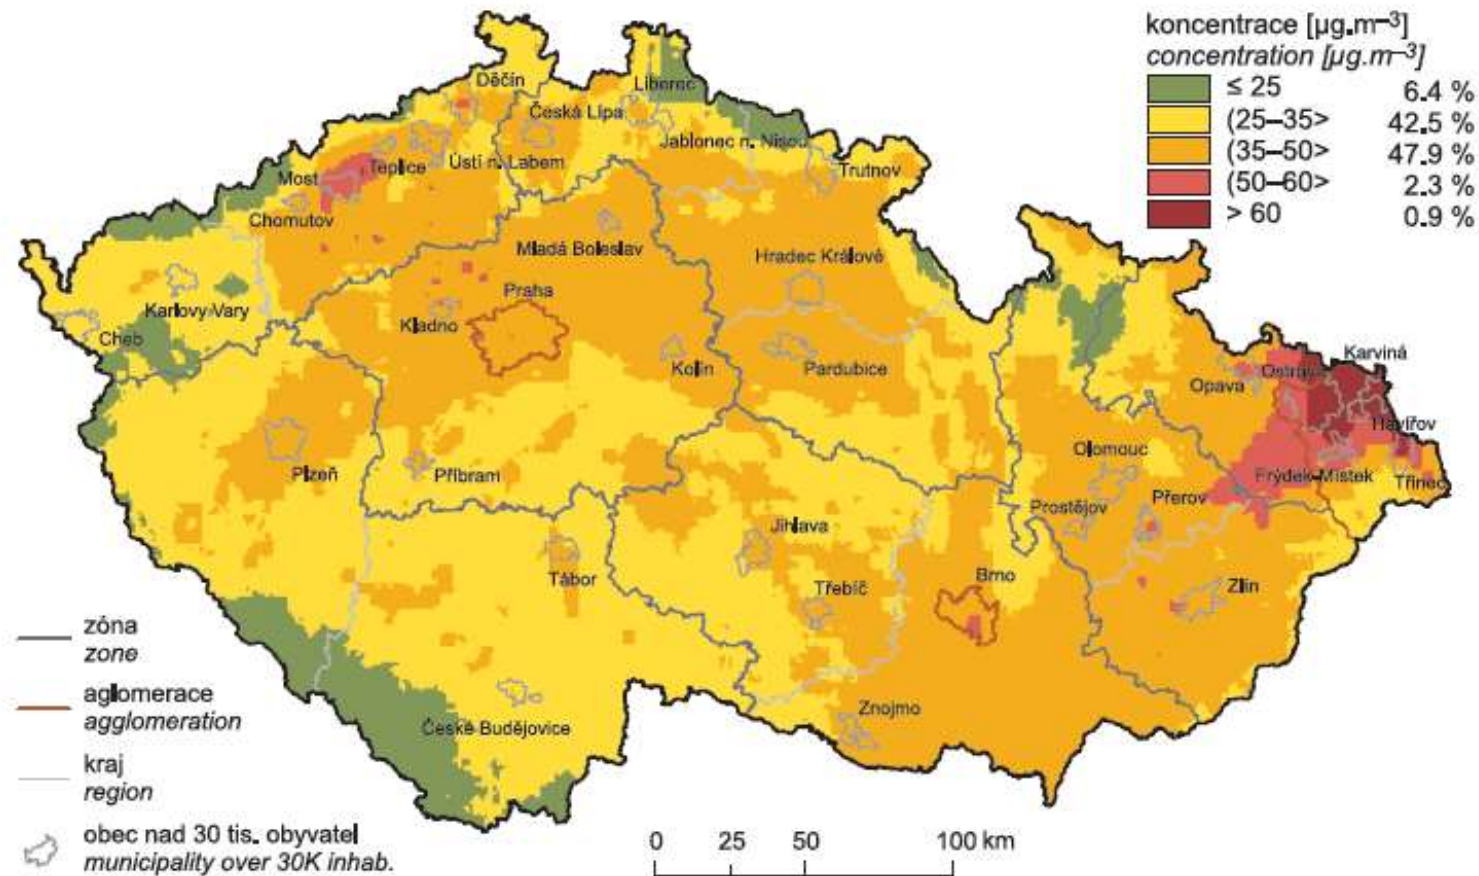 koncentrace [µg.m⁻³]
concentration [µg.m⁻³]
≤ 25 6.4 %
(25–35> 42.5 %
(35–50> 47.9 %
(50–60> 2.3 %
> 60 0.9 %
Děčín
Liberec
Česká Lípa
Jablonec n. Nisou
Teplice
Ústí n. Labem
Most
Trutnov
Chomutov
Mladá Boleslav
Hradec Králové
Praha
Karlovy Vary
Kladno
Cheb
Kolín
Pardubice
Karviná
Ostrava
Opava
Havířov
Olomouc
Plzeň
Příbram
Frýdek-Místek
Třinec
Přerov
Prostějov
Jihlava
Tábor
Třebíč
Brno
Zlín
České Budějovice
Znojmo
zóna
zone
aglomerace
agglomeration
kraj
region
obec nad 30 tis. obyvatel
municipality over 30K inhab.
0 25 50 100 km